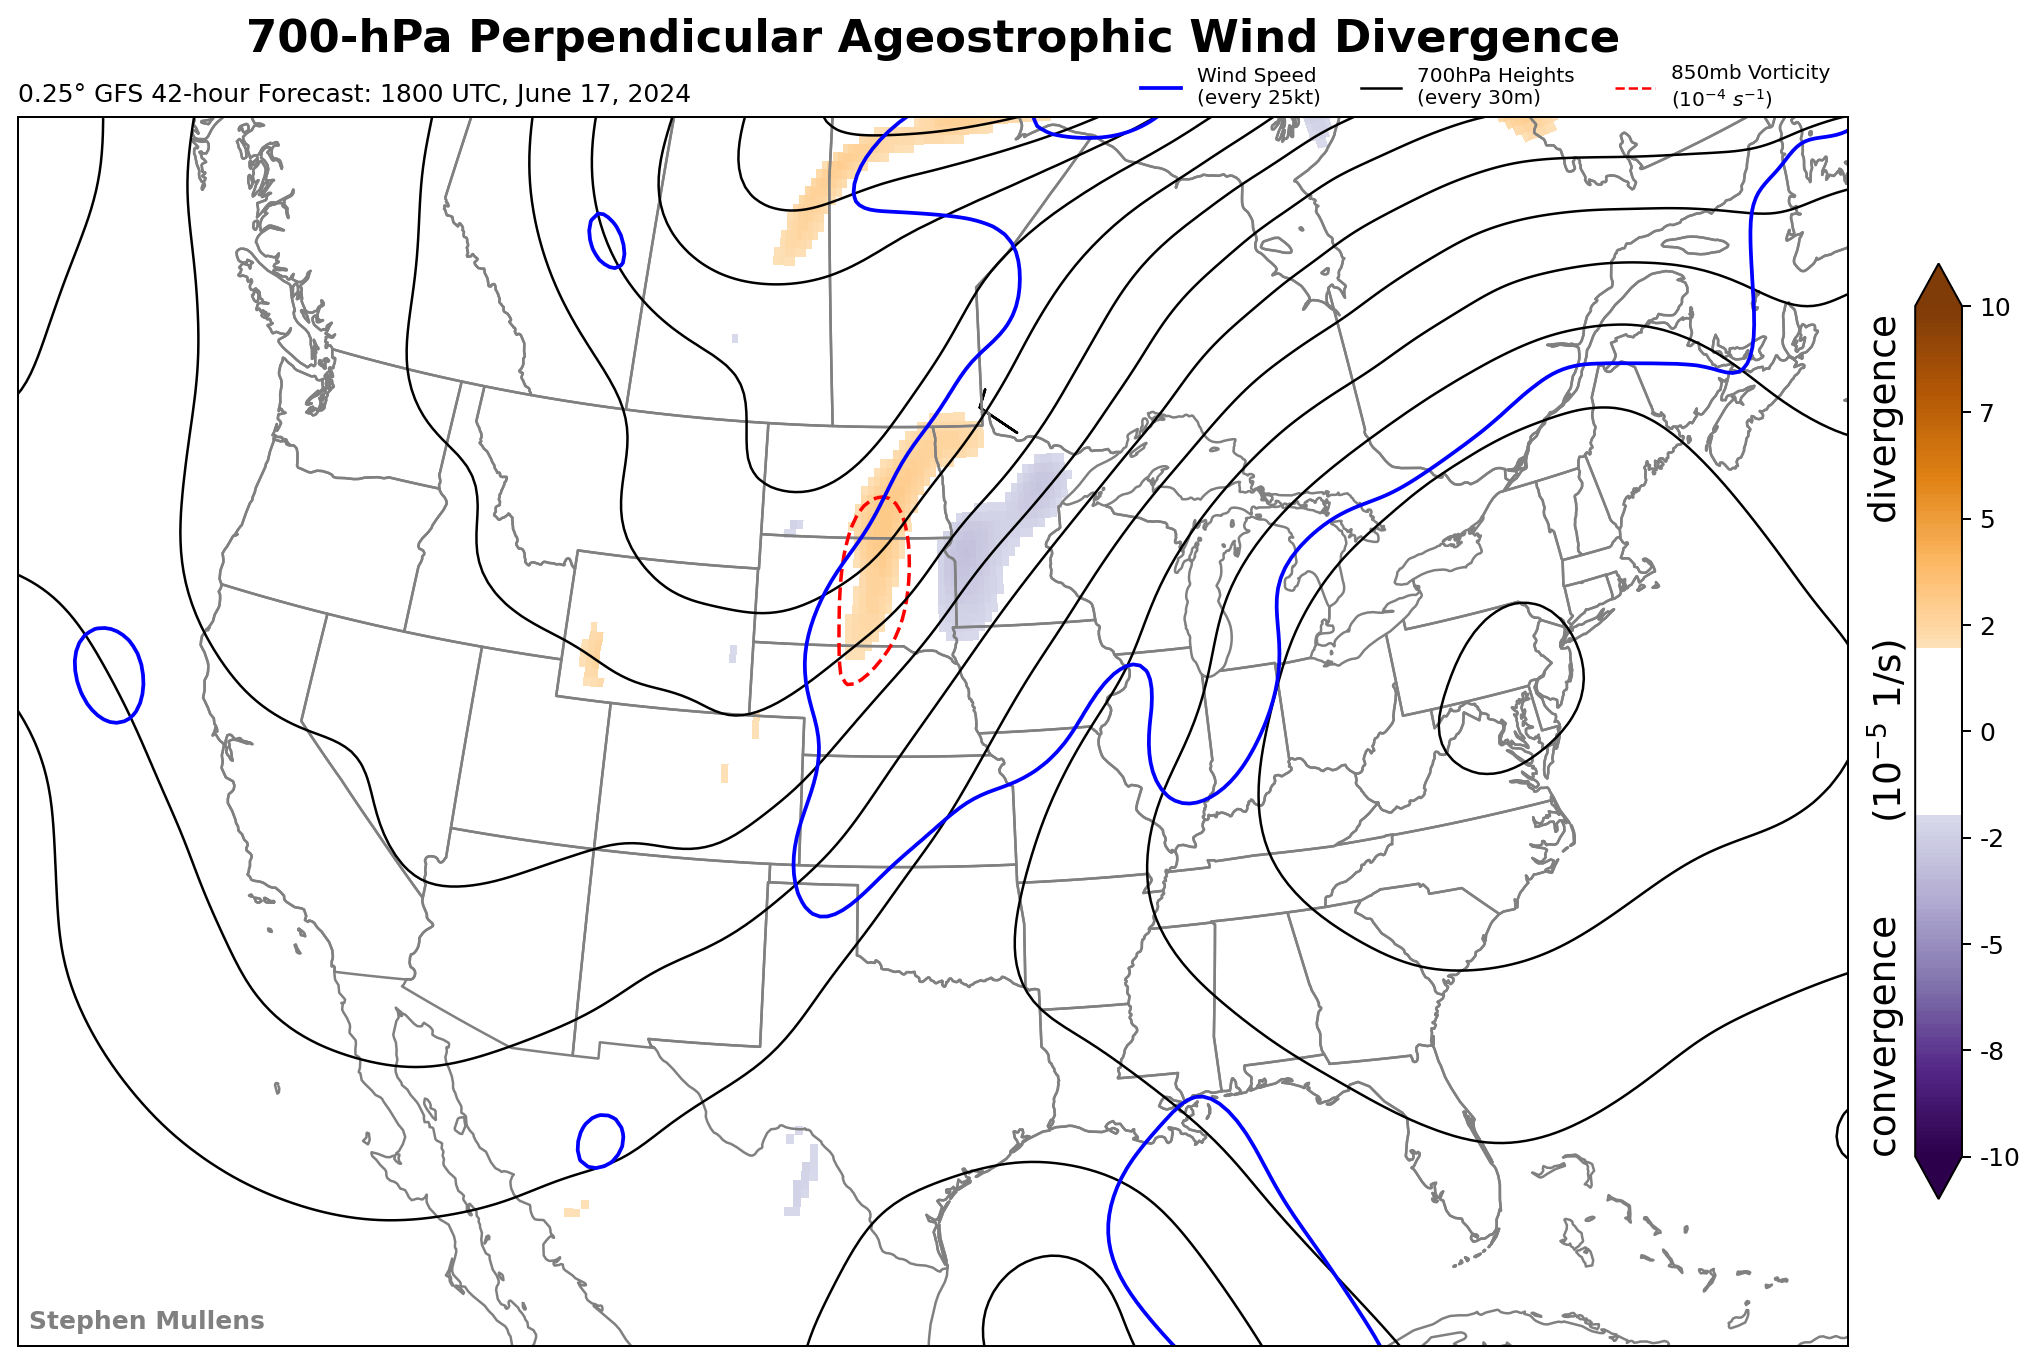 700-hPa Perpendicular Ageostrophic Wind Divergence
0.25° GFS 42-hour Forecast: 1800 UTC, June 17, 2024
Wind Speed
(every 25kt)
700hPa Heights
(every 30m)
850mb Vorticity
(10⁻⁴ s⁻¹)
10
7
5
2
0
-2
-5
-8
-10
convergence (10⁻⁵ 1/s) divergence
Stephen Mullens